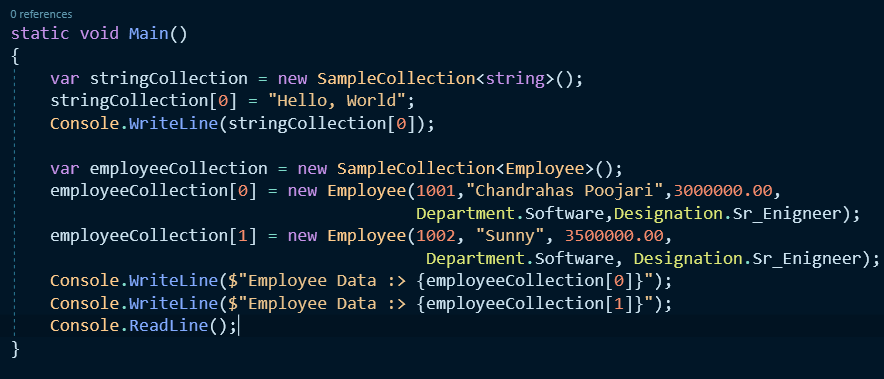 0 references
static void Main()
{
    var stringCollection = new SampleCollection<string>();
    stringCollection[0] = "Hello, World";
    Console.WriteLine(stringCollection[0]);

    var employeeCollection = new SampleCollection<Employee>();
    employeeCollection[0] = new Employee(1001,"Chandrahas Poojari",3000000.00,
                                         Department.Software,Designation.Sr_Enigneer);
    employeeCollection[1] = new Employee(1002, "Sunny", 3500000.00,
                                          Department.Software, Designation.Sr_Enigneer);
    Console.WriteLine($"Employee Data :> {employeeCollection[0]}");
    Console.WriteLine($"Employee Data :> {employeeCollection[1]}");
    Console.ReadLine();
}